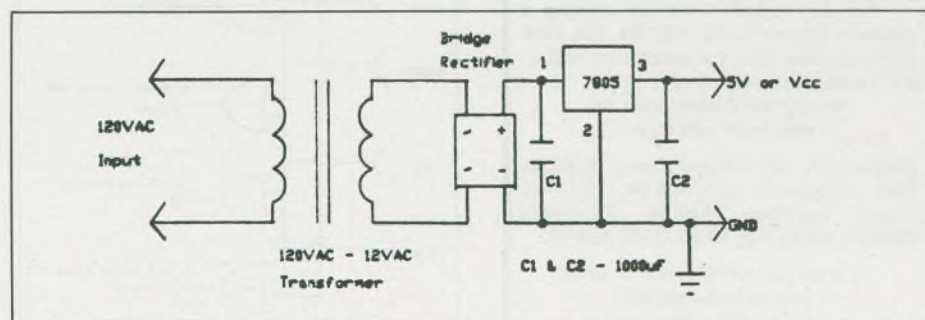 Bridge
Rectifier
1
3
7805
5V or Vcc
120VAC
Input
2
-
+
-
-
C1
C2
GND
120VAC - 12VAC
Transformer
C1 & C2 - 1000uF